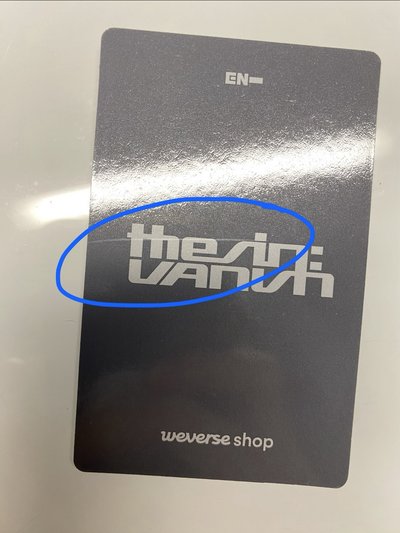 EN-
the sin:
VANISH
weverse shop